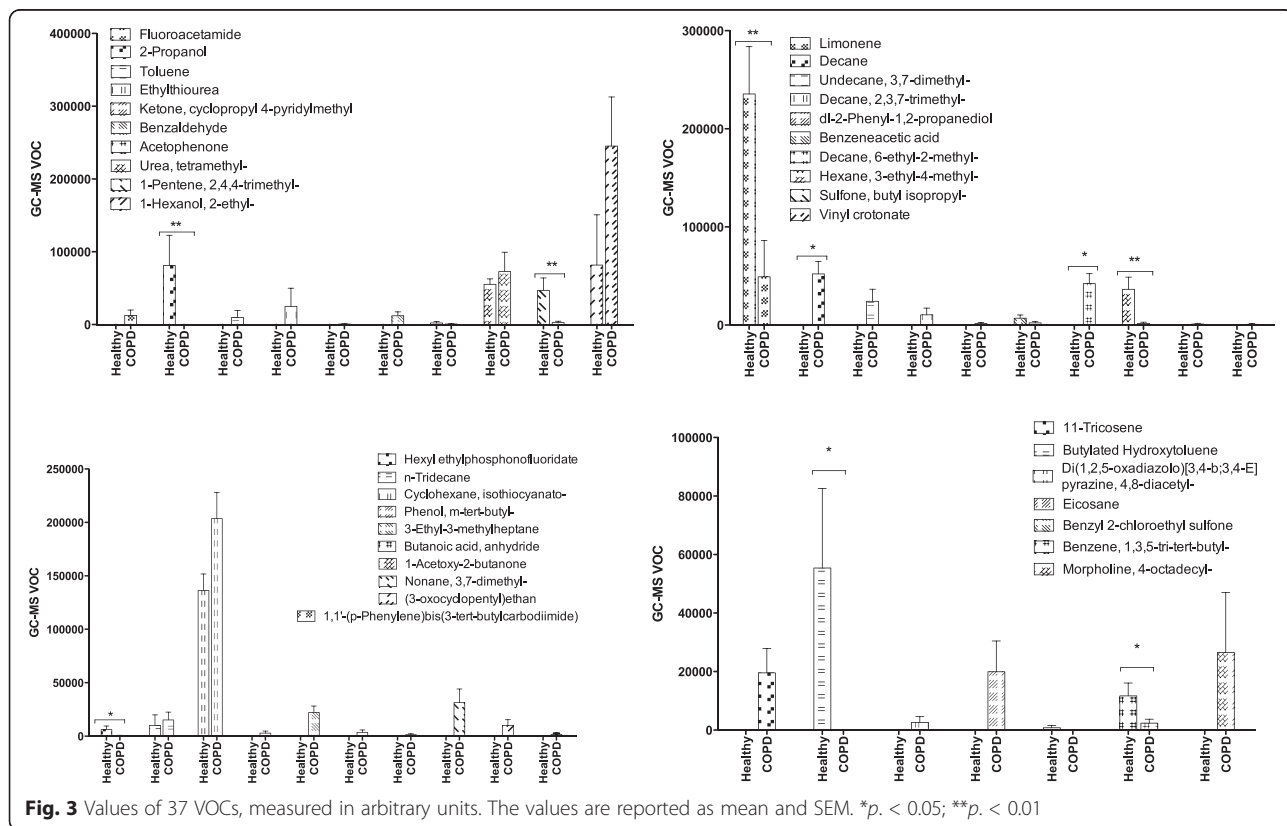 400000
300000
200000
100000
0
GC-MS VOC
Fluoroacetamide
2-Propanol
Toluene
Ethylthiourea
Ketone, cyclopropyl 4-pyridylmethyl
Benzaldehyde
Acetophenone
Urea, tetramethyl-
1-Pentene, 2,4,4-trimethyl-
1-Hexanol, 2-ethyl-
**
**
Healthy COPD Healthy COPD Healthy COPD Healthy COPD Healthy COPD Healthy COPD Healthy COPD Healthy COPD Healthy COPD Healthy COPD
300000
200000
100000
0
GC-MS VOC
Limonene
Decane
Undecane, 3,7-dimethyl-
Decane, 2,3,7-trimethyl-
dl-2-Phenyl-1,2-propanediol
Benzeneacetic acid
Decane, 6-ethyl-2-methyl-
Hexane, 3-ethyl-4-methyl-
Sulfone, butyl isopropyl-
Vinyl crotonate
**
*
*
**
Healthy COPD Healthy COPD Healthy COPD Healthy COPD Healthy COPD Healthy COPD Healthy COPD Healthy COPD Healthy COPD Healthy COPD
250000
200000
150000
100000
50000
0
GC-MS VOC
Hexyl ethylphosphonofluoridate
n-Tridecane
Cyclohexane, isothiocyanato-
Phenol, m-tert-butyl-
3-Ethyl-3-methylheptane
Butanoic acid, anhydride
1-Acetoxy-2-butanone
Nonane, 3,7-dimethyl-
(3-oxocyclopentyl)ethan
1,1'-(p-Phenylene)bis(3-tert-butylcarbodiimide)
*
Healthy COPD Healthy COPD Healthy COPD Healthy COPD Healthy COPD Healthy COPD Healthy COPD Healthy COPD Healthy COPD Healthy COPD
100000
80000
60000
40000
20000
0
GC-MS VOC
11-Tricosene
Butylated Hydroxytoluene
Di(1,2,5-oxadiazolo)[3,4-b;3,4-E]
pyrazine, 4,8-diacetyl-
Eicosane
Benzyl 2-chloroethyl sulfone
Benzene, 1,3,5-tri-tert-butyl-
Morpholine, 4-octadecyl-
*
*
Healthy COPD Healthy COPD Healthy COPD Healthy COPD Healthy COPD Healthy COPD Healthy COPD
Fig. 3 Values of 37 VOCs, measured in arbitrary units. The values are reported as mean and SEM. *p. < 0.05; **p. < 0.01